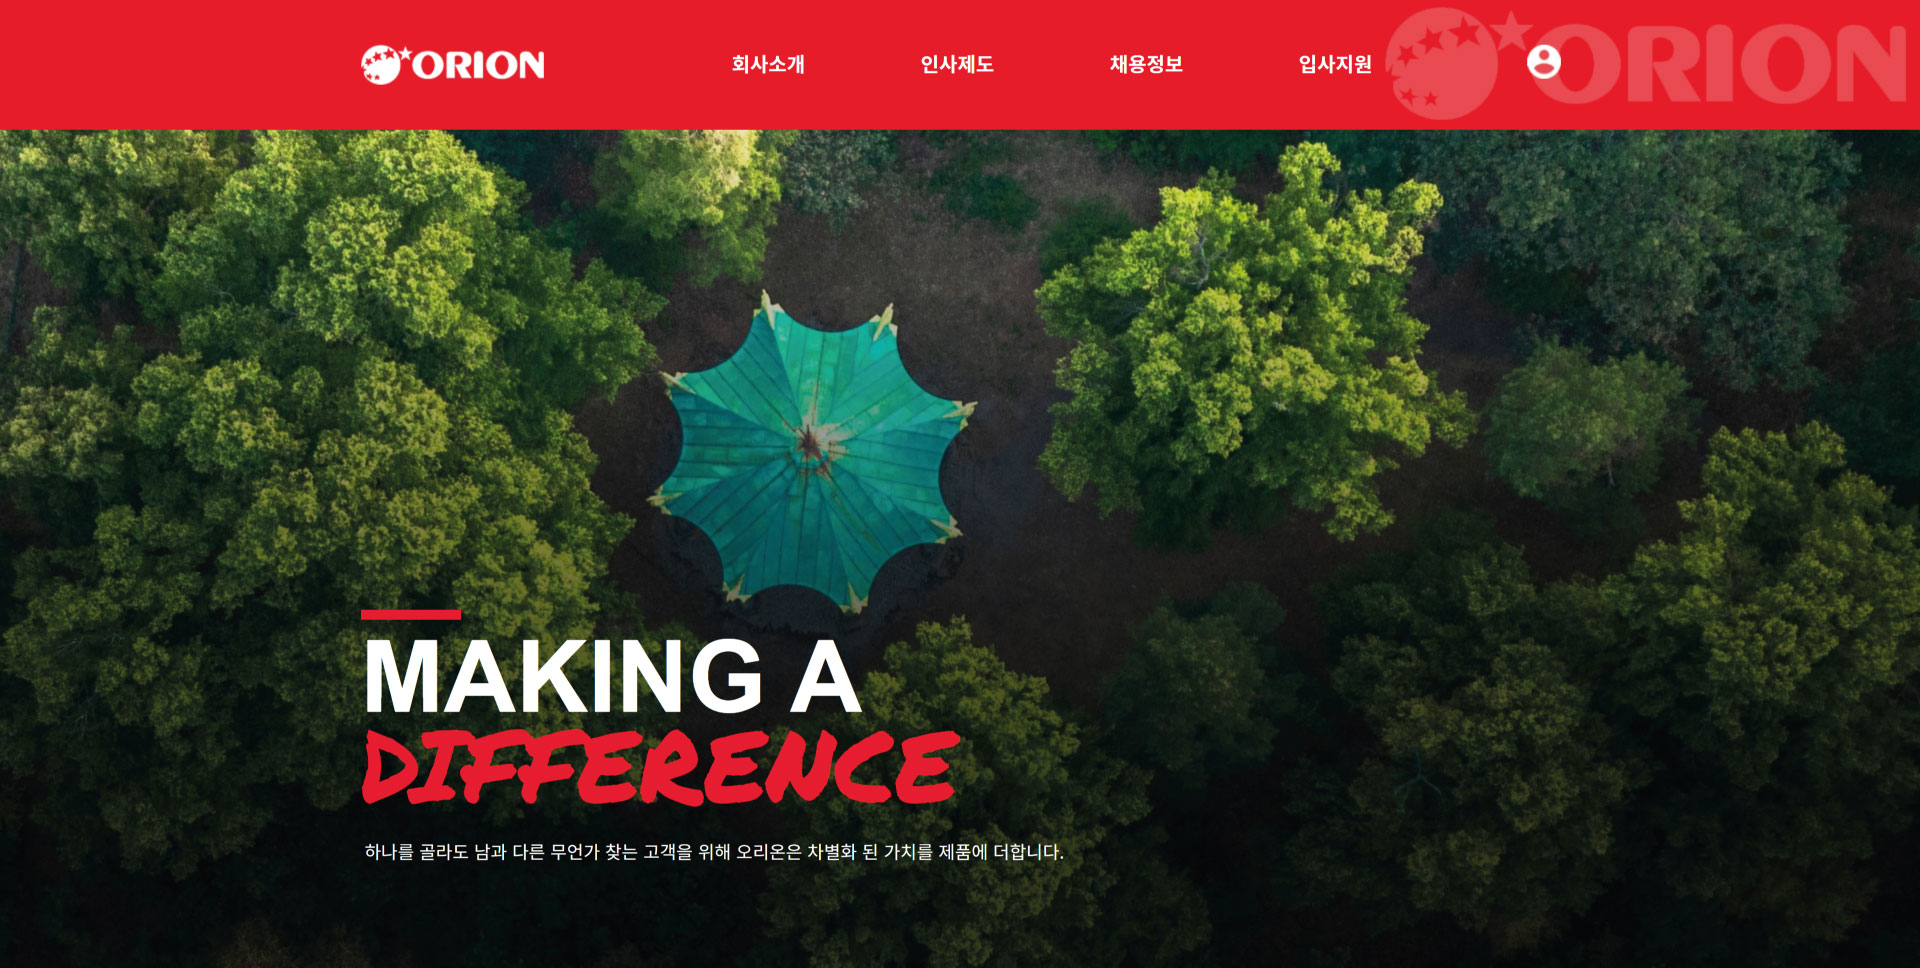 ORION
회사소개
인사제도
채용정보
입사지원
ORION
MAKING A
DIFFERENCE
하나를 골라도 남과 다른 무언가 찾는 고객을 위해 오리온은 차별화 된 가치를 제품에 더합니다.